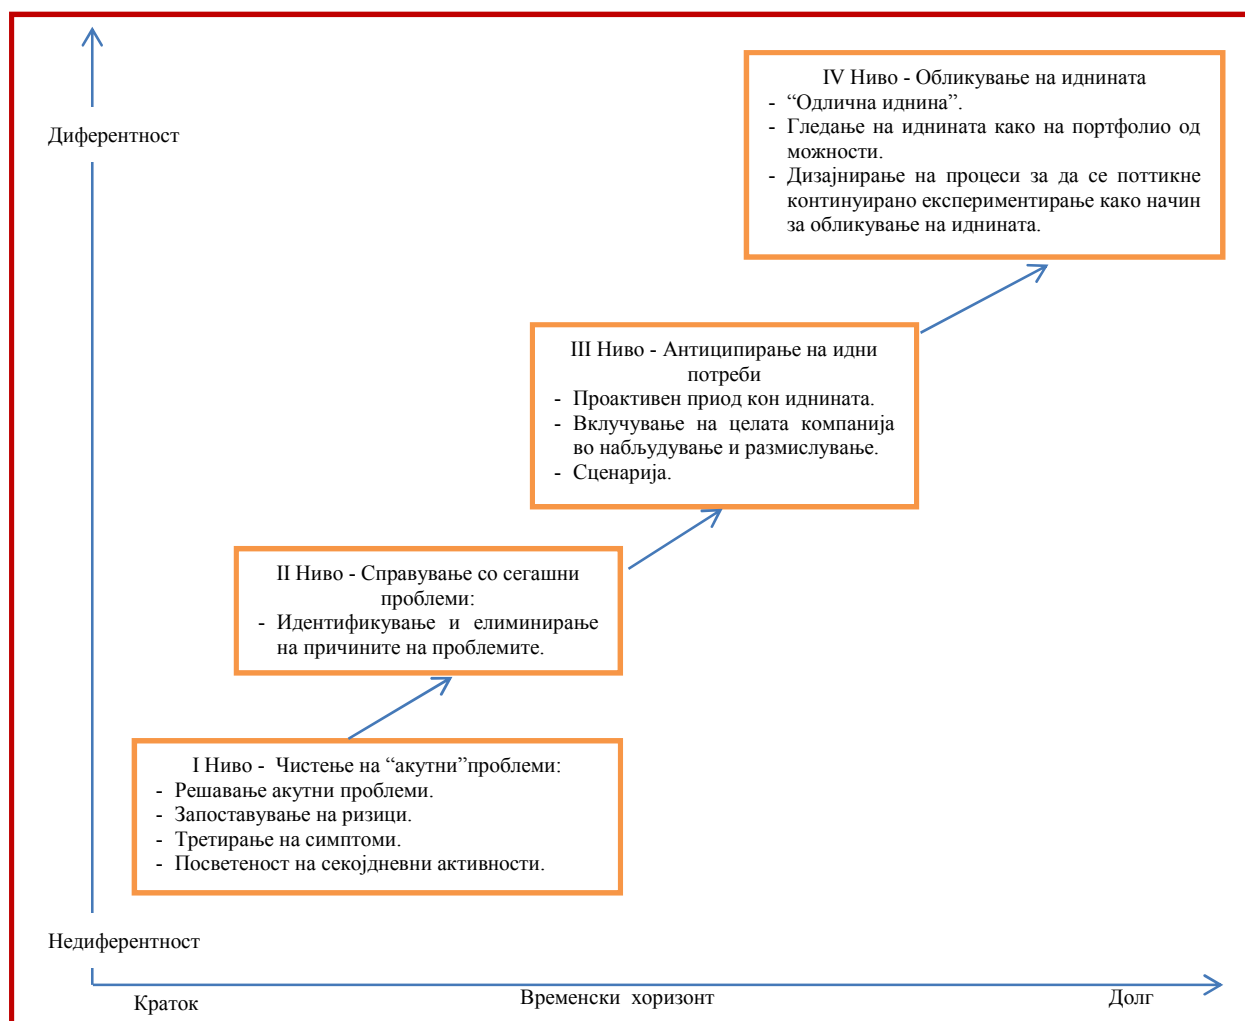 IV Ниво - Обликување на иднината
- “Одлична иднина”.
- Гледање на иднината како на портфолио од
можности.
- Дизајнирање на процеси за да се поттикне
континуирано експериментирање како начин
за обликување на иднината.
Диферентност
III Ниво - Антиципирање на идни
потреби
- Проактивен приод кон иднината.
- Вклучување на целата компанија
во набљудување и размислување.
- Сценарија.
II Ниво - Справување со сегашни
проблеми:
- Идентификување и елиминирање
на причините на проблемите.
I Ниво - Чистење на “акутни”проблеми:
- Решавање акутни проблеми.
- Запоставување на ризици.
- Третирање на симптоми.
- Посветеност на секојдневни активности.
Недиферентност
Краток
Временски хоризонт
Долг